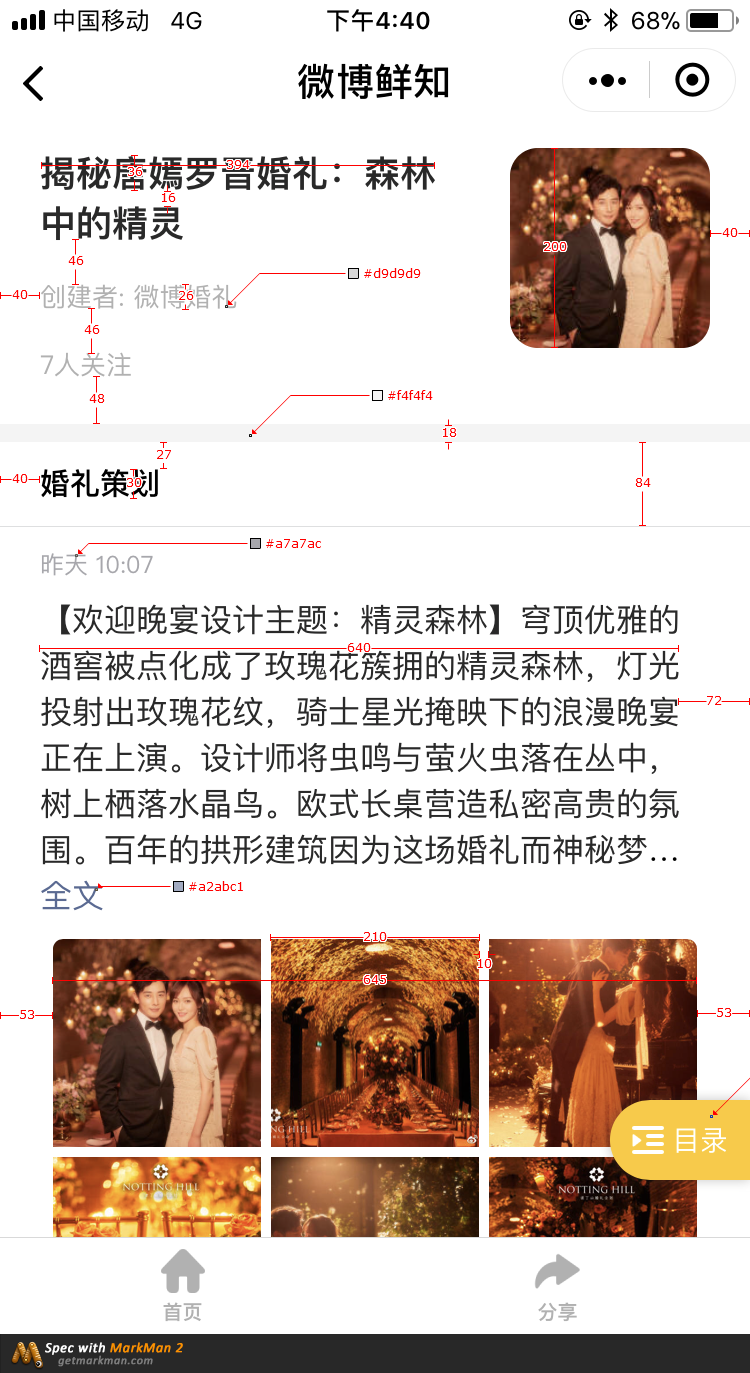 中国移动 4G 下午4:40 68%
微博鲜知
揭秘唐嫣罗晋婚礼：森林
中的精灵
394
36
16
200
40
46
创建者: 微博婚礼
40
26
#d9d9d9
46
7人关注
48
#f4f4f4
18
27
婚礼策划
40
30
84
#a7a7ac
昨天 10:07
【欢迎晚宴设计主题：精灵森林】穹顶优雅的
640
酒窖被点化成了玫瑰花簇拥的精灵森林，灯光
72
投射出玫瑰花纹，骑士星光掩映下的浪漫晚宴
正在上演。设计师将虫鸣与萤火虫落在丛中，
树上栖落水晶鸟。欧式长桌营造私密高贵的氛
围。百年的拱形建筑因为这场婚礼而神秘梦…
全文
#a2abc1
210
10
645
53
53
NG HILL
目录
NOTTING HILL
NOTTING HILL
首页
分享
Spec with MarkMan 2
getmarkman.com